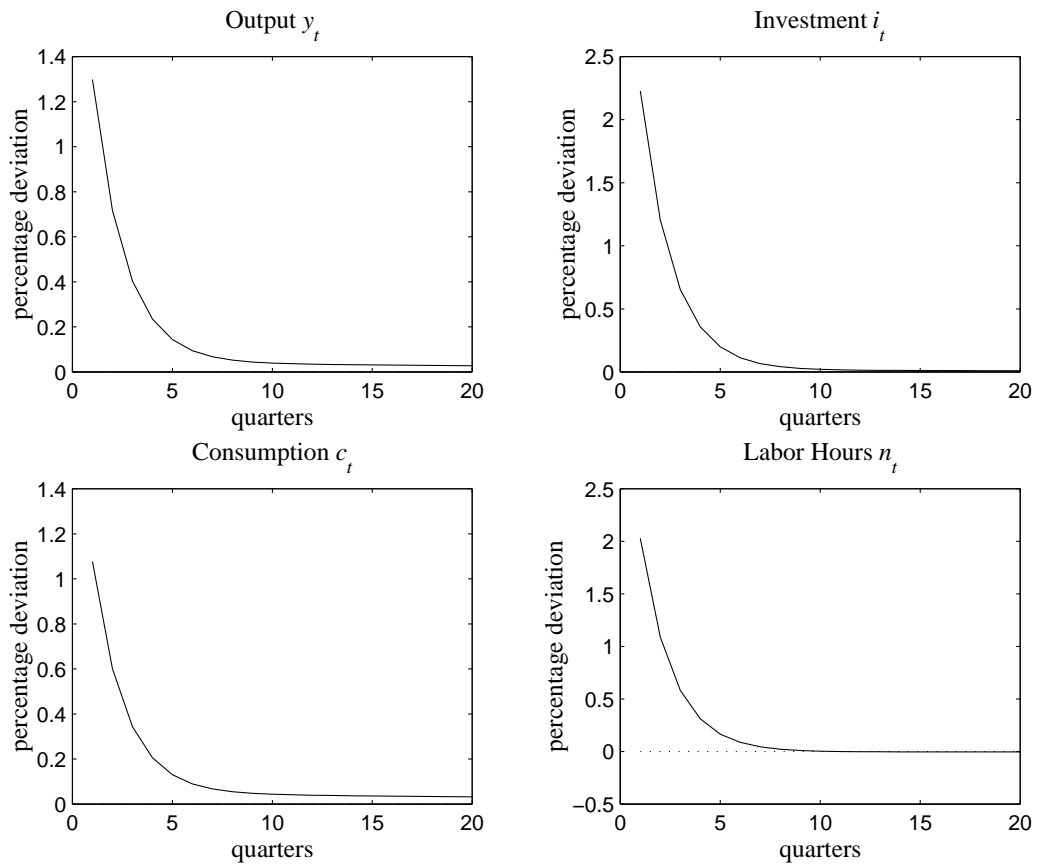 Output y_t
1.4
1.2
1
0.8
0.6
0.4
0.2
0
percentage deviation
0 5 10 15 20
quarters
Investment i_t
2.5
2
1.5
1
0.5
0
percentage deviation
0 5 10 15 20
quarters
Consumption c_t
1.4
1.2
1
0.8
0.6
0.4
0.2
0
percentage deviation
0 5 10 15 20
quarters
Labor Hours n_t
2.5
2
1.5
1
0.5
0
−0.5
percentage deviation
0 5 10 15 20
quarters